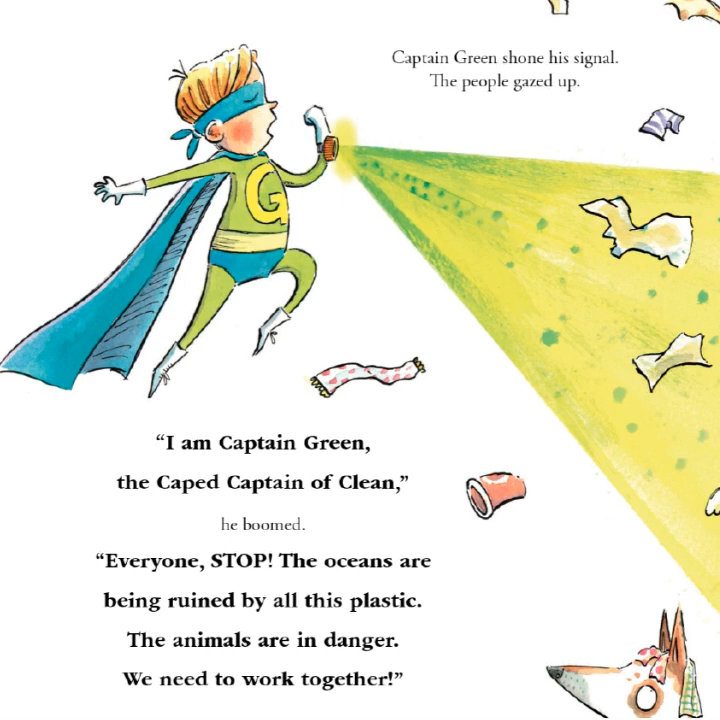 Captain Green shone his signal.
The people gazed up.
G
“I am Captain Green,
the Caped Captain of Clean,”
he boomed.
“Everyone, STOP! The oceans are
being ruined by all this plastic.
The animals are in danger.
We need to work together!”